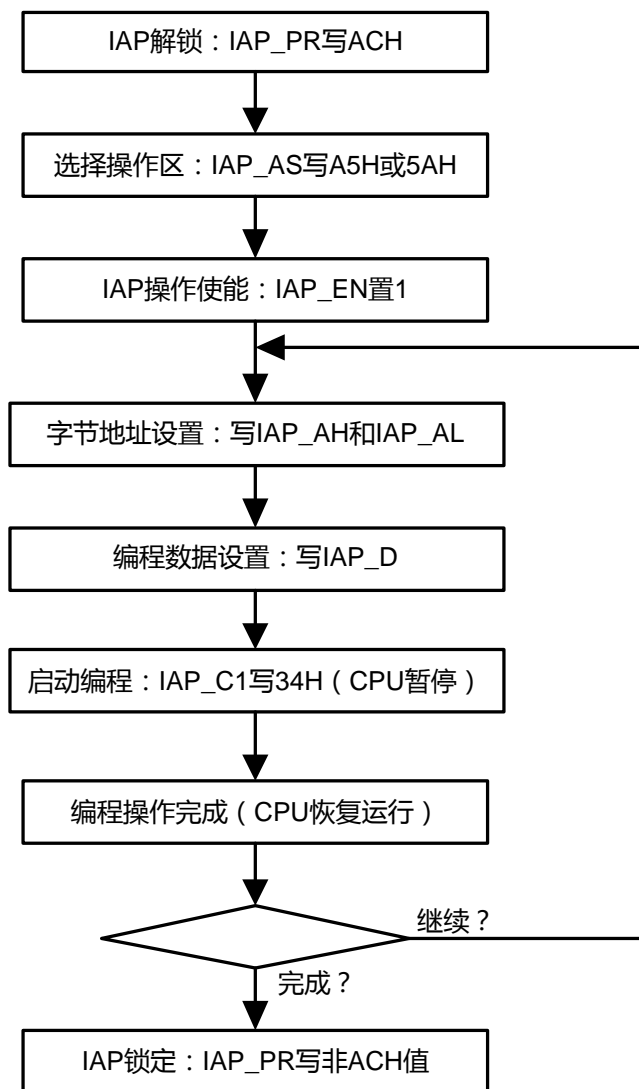 IAP解锁：IAP_PR写ACH
选择操作区：IAP_AS写A5H或5AH
IAP操作使能：IAP_EN置1
字节地址设置：写IAP_AH和IAP_AL
编程数据设置：写IAP_D
启动编程：IAP_C1写34H（CPU暂停）
编程操作完成（CPU恢复运行）
继续？
完成？
IAP锁定：IAP_PR写非ACH值